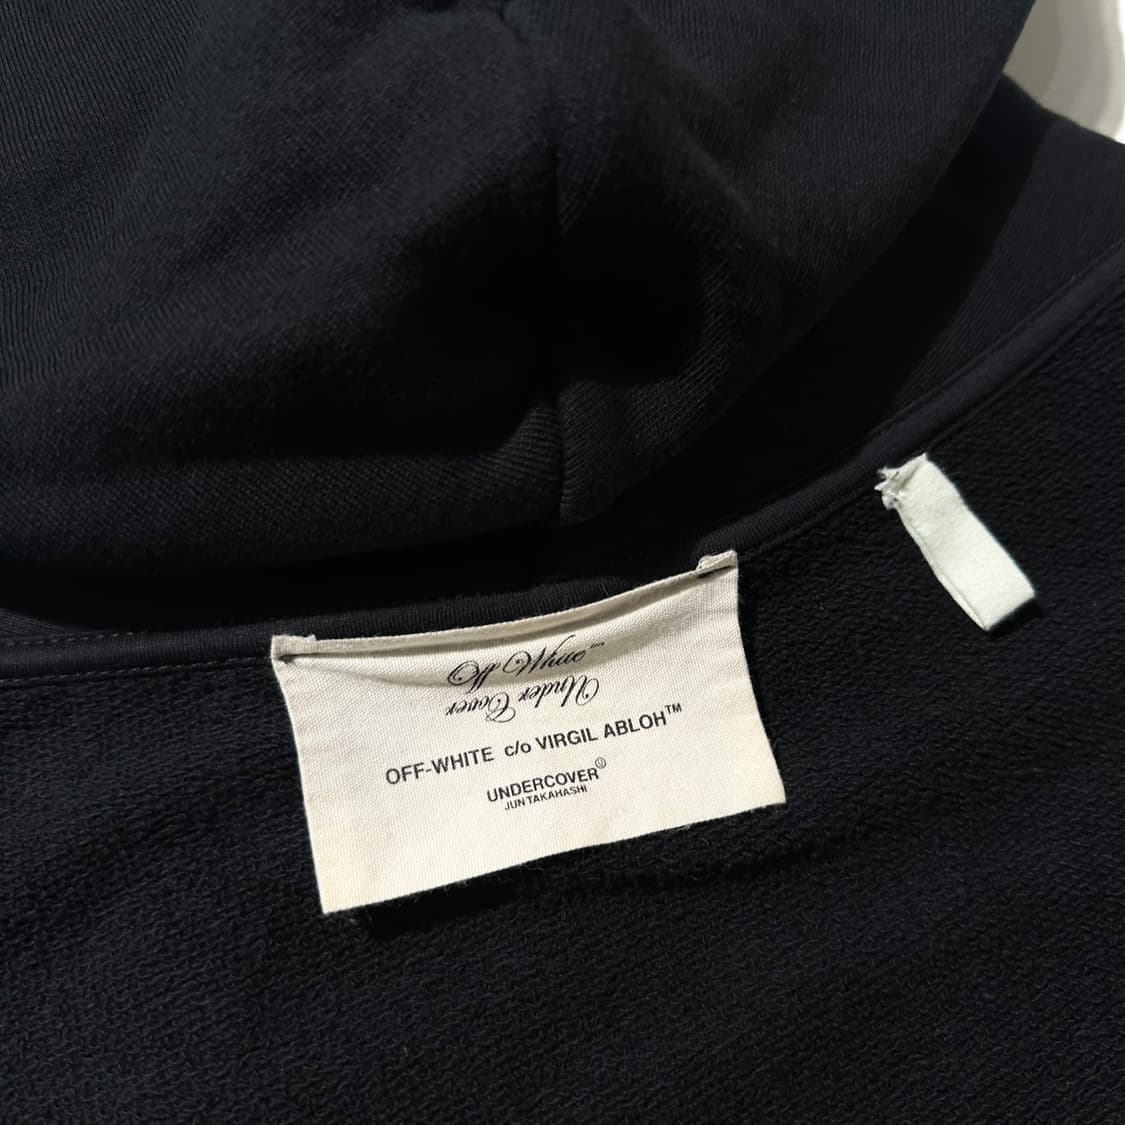 Off White™
Under Cover
OFF-WHITE c/o VIRGIL ABLOH™
UNDERCOVER
JUN TAKAHASHI